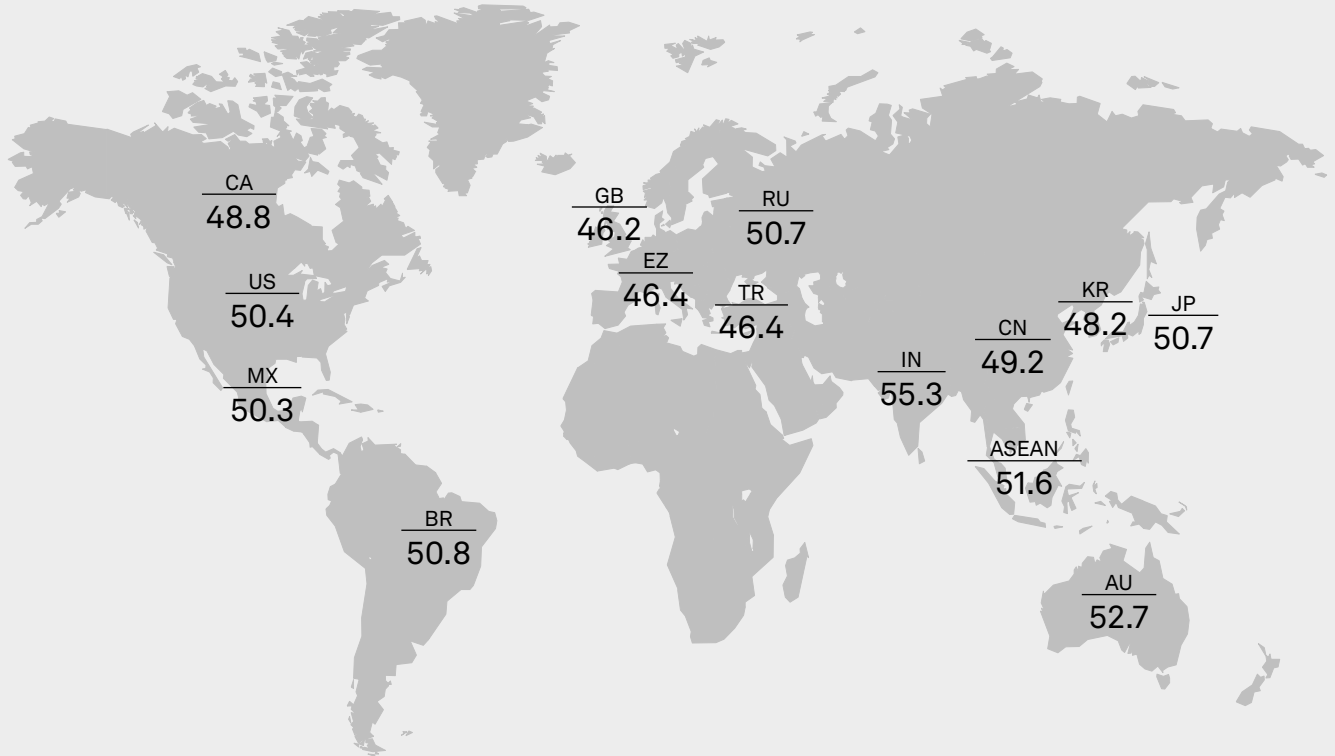 CA
48.8
GB
46.2
RU
50.7
EZ
46.4
US
50.4
TR
46.4
KR
48.2
JP
50.7
CN
49.2
IN
55.3
MX
50.3
ASEAN
51.6
BR
50.8
AU
52.7